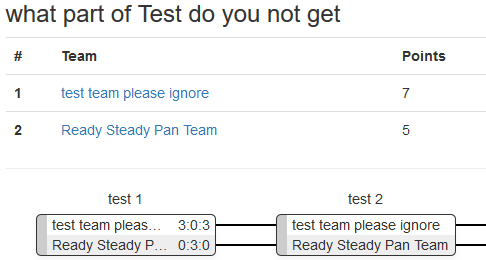 what part of Test do you not get
# Team Points
1 test team please ignore 7
2 Ready Steady Pan Team 5
test 1 test 2
test team pleas... 3:0:3 test team please ignore
Ready Steady P... 0:3:0 Ready Steady Pan Team